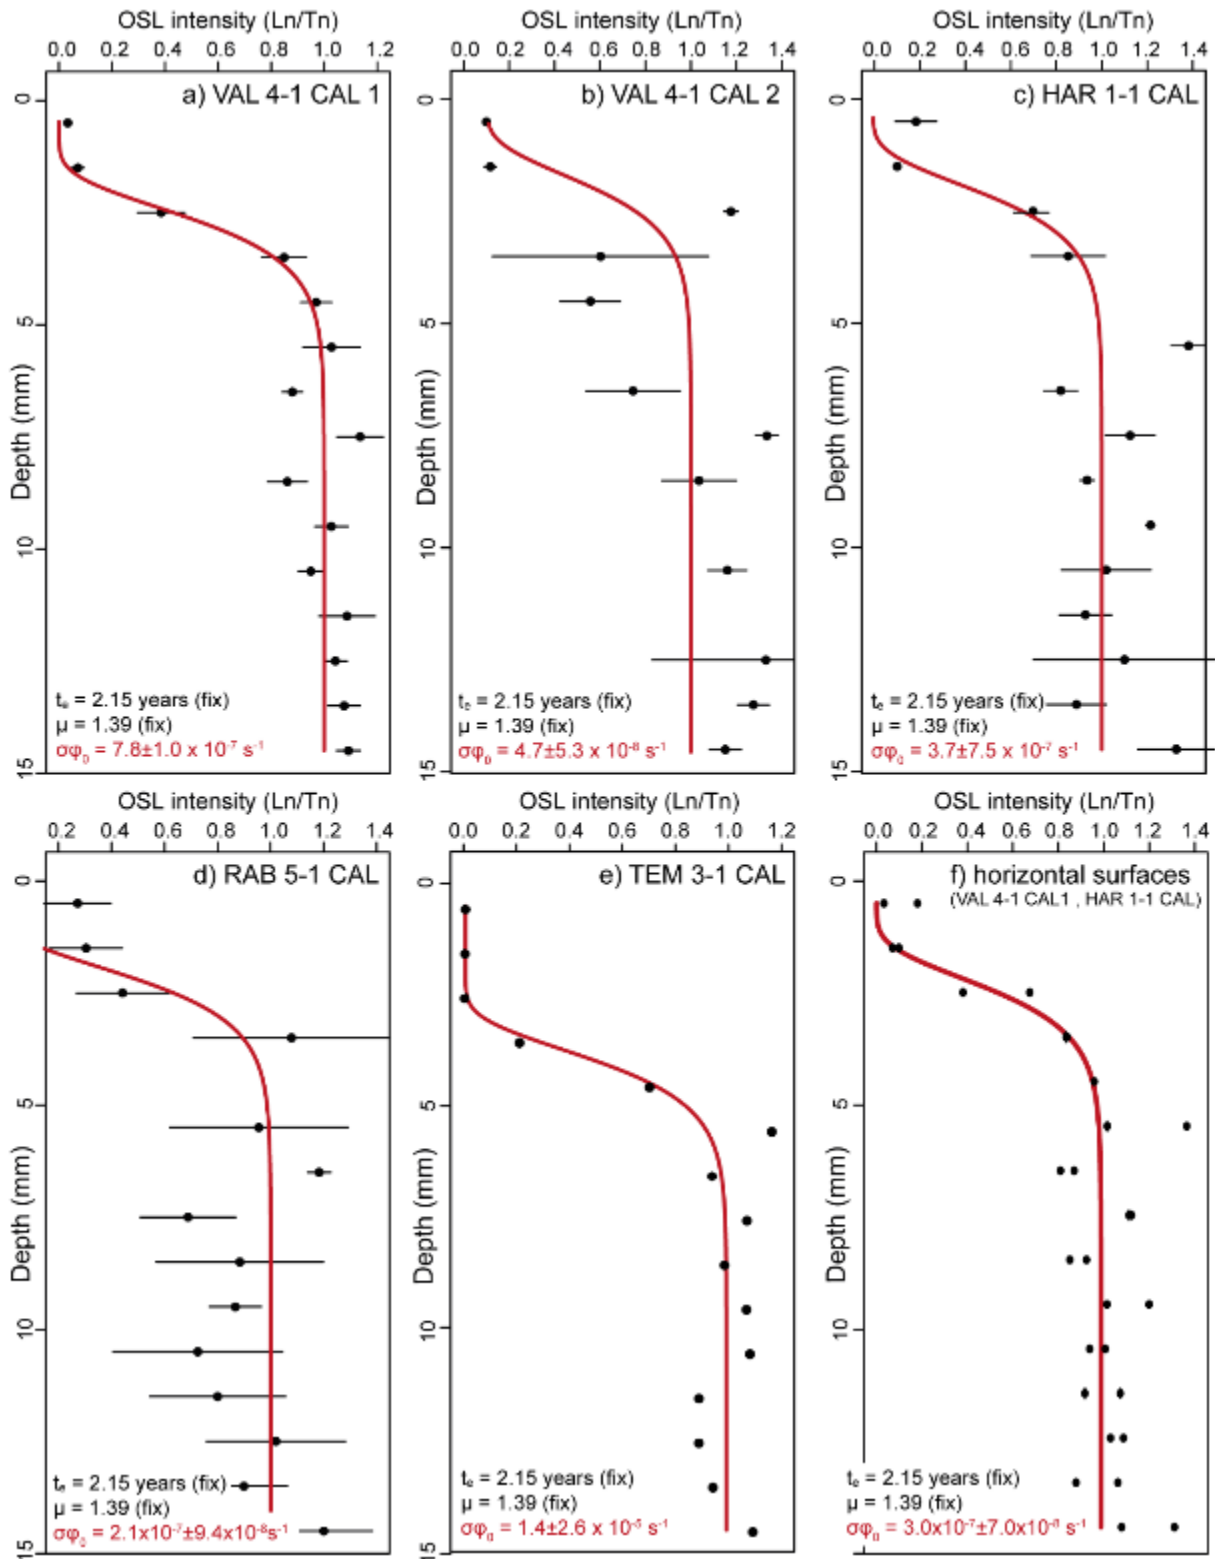 OSL intensity (Ln/Tn)
0.0 0.2 0.4 0.6 0.8 1.0 1.2
a) VAL 4-1 CAL 1
0
5
10
15
Depth (mm)
tₑ = 2.15 years (fix)
μ = 1.39 (fix)
σφ₀ = 7.8±1.0 x 10⁻⁷ s⁻¹
OSL intensity (Ln/Tn)
0.0 0.2 0.4 0.6 0.8 1.0 1.2 1.4
b) VAL 4-1 CAL 2
0
5
10
15
Depth (mm)
tₑ = 2.15 years (fix)
μ = 1.39 (fix)
σφ₀ = 4.7±5.3 x 10⁻⁸ s⁻¹
OSL intensity (Ln/Tn)
0.0 0.2 0.4 0.6 0.8 1.0 1.2 1.4
c) HAR 1-1 CAL
0
5
10
15
Depth (mm)
tₑ = 2.15 years (fix)
μ = 1.39 (fix)
σφ₀ = 3.7±7.5 x 10⁻⁷ s⁻¹
OSL intensity (Ln/Tn)
0.2 0.4 0.6 0.8 1.0 1.2 1.4
d) RAB 5-1 CAL
0
5
10
15
Depth (mm)
tₑ = 2.15 years (fix)
μ = 1.39 (fix)
σφ₀ = 2.1x10⁻⁷±9.4x10⁻⁸s⁻¹
OSL intensity (Ln/Tn)
0.0 0.2 0.4 0.6 0.8 1.0 1.2
e) TEM 3-1 CAL
0
5
10
15
Depth (mm)
tₑ = 2.15 years (fix)
μ = 1.39 (fix)
σφ₀ = 1.4±2.6 x 10⁻⁵ s⁻¹
OSL intensity (Ln/Tn)
0.0 0.2 0.4 0.6 0.8 1.0 1.2 1.4
f) horizontal surfaces
(VAL 4-1 CAL1 , HAR 1-1 CAL)
0
5
10
15
Depth (mm)
tₑ = 2.15 years (fix)
μ = 1.39 (fix)
σφ₀ = 3.0x10⁻⁷±7.0x10⁻⁸ s⁻¹